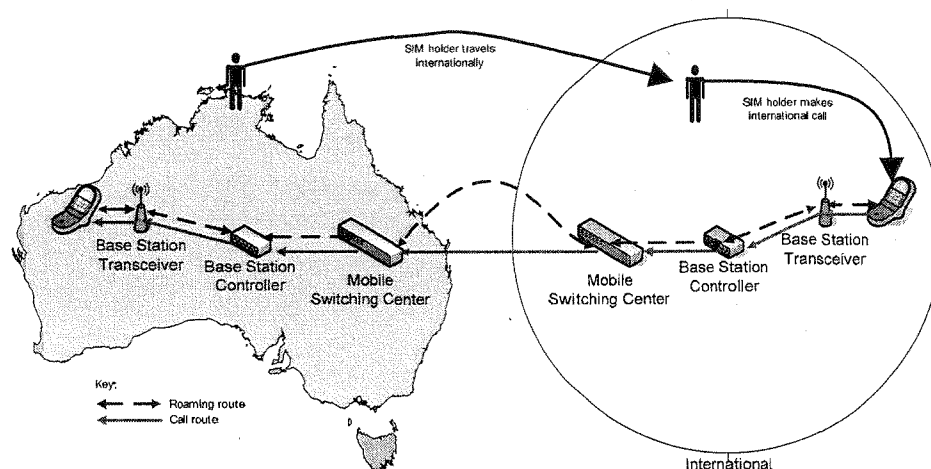 SIM holder travels
internationally
SIM holder makes
international call
Base Station
Transceiver
Base Station
Controller
Mobile
Switching Center
Mobile
Switching Center
Base Station
Controller
Base Station
Transceiver
Key:
Roaming route
Call route
International